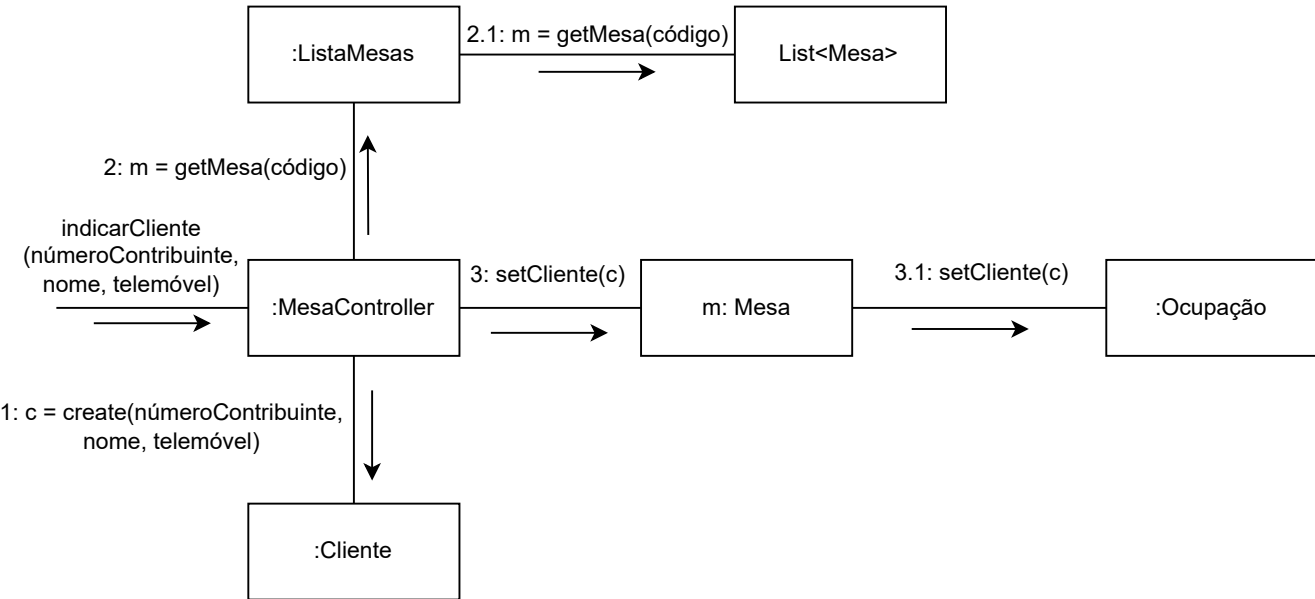 :ListaMesas
2.1: m = getMesa(código)
List<Mesa>
2: m = getMesa(código)
indicarCliente
(númeroContribuinte,
nome, telemóvel)
:MesaController
3: setCliente(c)
m: Mesa
3.1: setCliente(c)
:Ocupação
1: c = create(númeroContribuinte,
nome, telemóvel)
:Cliente